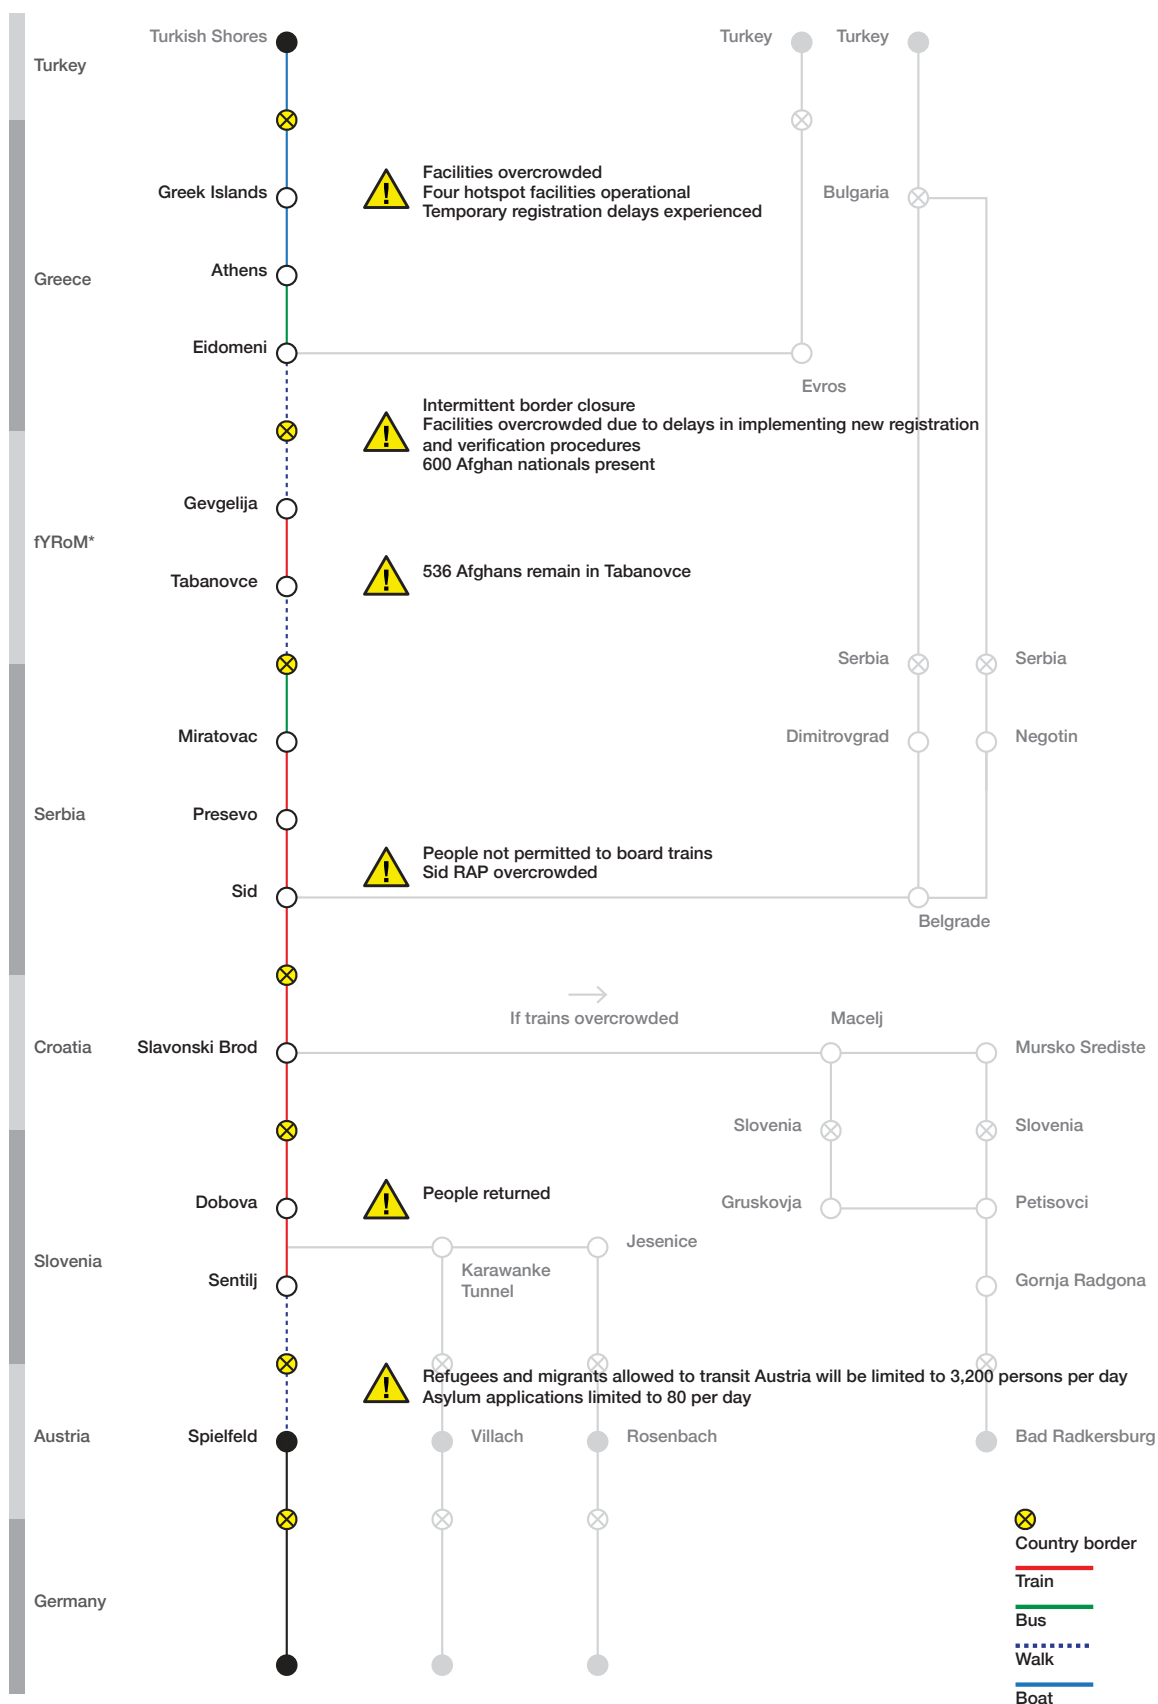 Turkish Shores
Turkey
Turkey
Turkey
Facilities overcrowded
Four hotspot facilities operational
Temporary registration delays experienced
Greek Islands
Bulgaria
Athens
Greece
Eidomeni
Evros
Intermittent border closure
Facilities overcrowded due to delays in implementing new registration
and verification procedures
600 Afghan nationals present
Gevgelija
fYRoM*
Tabanovce
536 Afghans remain in Tabanovce
Serbia
Serbia
Miratovac
Dimitrovgrad
Negotin
Serbia
Presevo
People not permitted to board trains
Sid RAP overcrowded
Sid
Belgrade
If trains overcrowded
Macelj
Croatia
Slavonski Brod
Mursko Srediste
Slovenia
Slovenia
People returned
Dobova
Gruskovja
Petisovci
Jesenice
Slovenia
Karawanke
Tunnel
Sentilj
Gornja Radgona
Refugees and migrants allowed to transit Austria will be limited to 3,200 persons per day
Asylum applications limited to 80 per day
Austria
Spielfeld
Villach
Rosenbach
Bad Radkersburg
Country border
Train
Germany
Bus
Walk
Boat